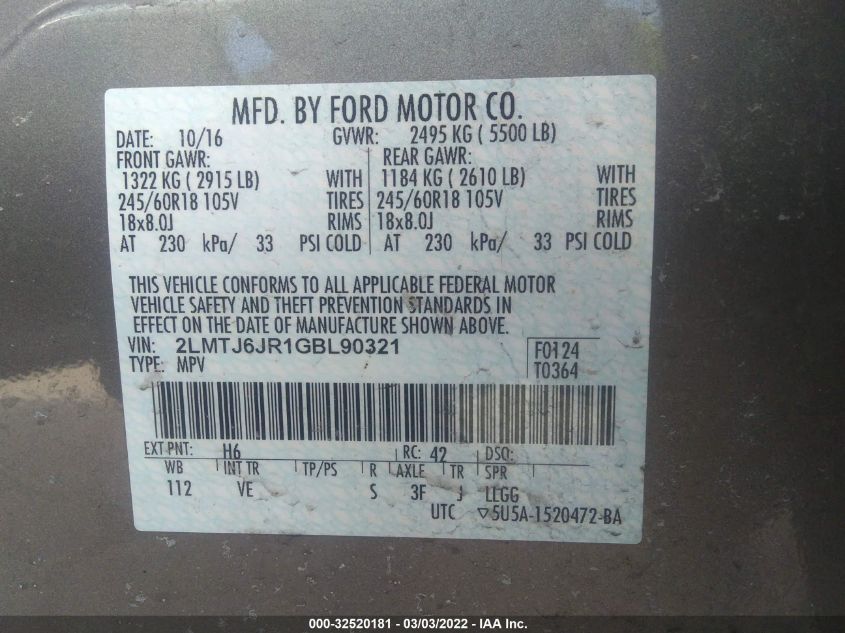 MFD. BY FORD MOTOR CO.
DATE: 10/16 GVWR: 2495 KG ( 5500 LB)
FRONT GAWR: REAR GAWR:
1322 KG ( 2915 LB) WITH 1184 KG ( 2610 LB) WITH
245/60R18 105V TIRES 245/60R18 105V TIRES
18x8.0J RIMS 18x8.0J RIMS
AT 230 kPa/ 33 PSI COLD AT 230 kPa/ 33 PSI COLD
THIS VEHICLE CONFORMS TO ALL APPLICABLE FEDERAL MOTOR
VEHICLE SAFETY AND THEFT PREVENTION STANDARDS IN
EFFECT ON THE DATE OF MANUFACTURE SHOWN ABOVE.
VIN: 2LMTJ6JR1GBL90321 F0124
TYPE: MPV T0364
EXT PNT: H6 RC: 42 DSO:
WB INT TR TP/PS R AXLE TR SPR
112 VE S 3F J LLGG
UTC ▽5U5A-1520472-BA
000-32520181 - 03/03/2022 - IAA Inc.